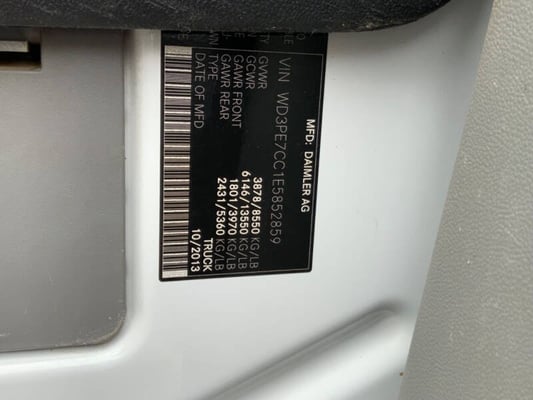 MFD: DAIMLER AG
VIN WD3PE7CC1E5852859
GVWR 3878/8550 KG/LB
GCWR 6146/13550 KG/LB
GAWR FRONT 1801/3970 KG/LB
GAWR REAR 2431/5360 KG/LB
TYPE TRUCK
DATE OF MFD 10/2013